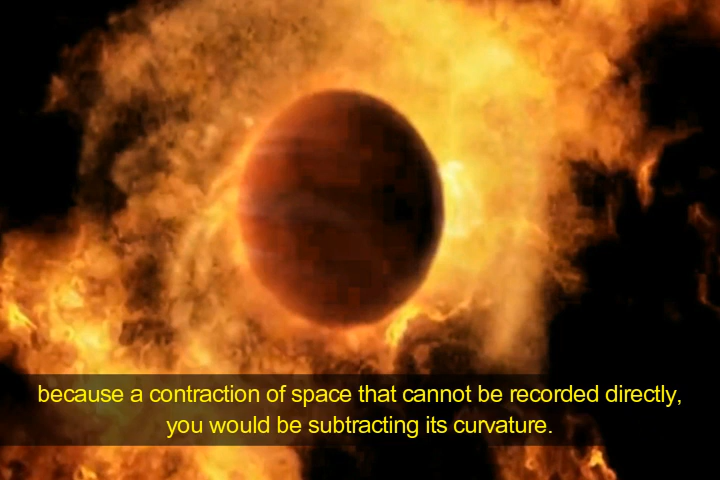 because a contraction of space that cannot be recorded directly,
you would be subtracting its curvature.